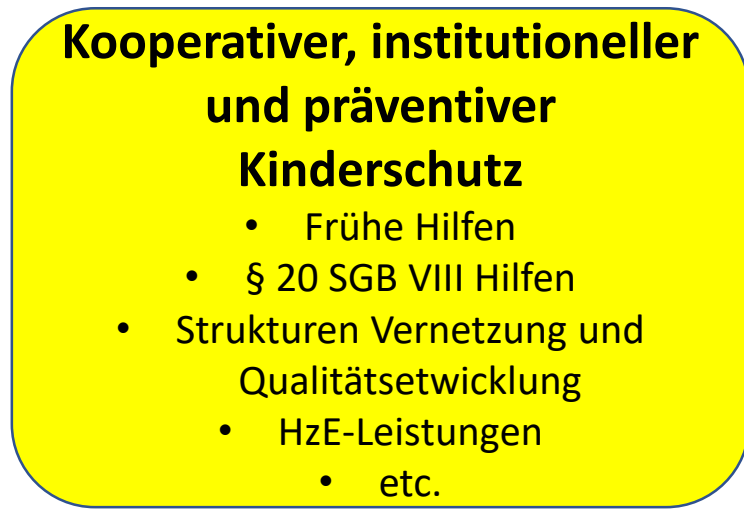 Kooperativer, institutioneller
und präventiver
Kinderschutz
• Frühe Hilfen
• § 20 SGB VIII Hilfen
• Strukturen Vernetzung und
Qualitätsetwicklung
• HzE-Leistungen
• etc.